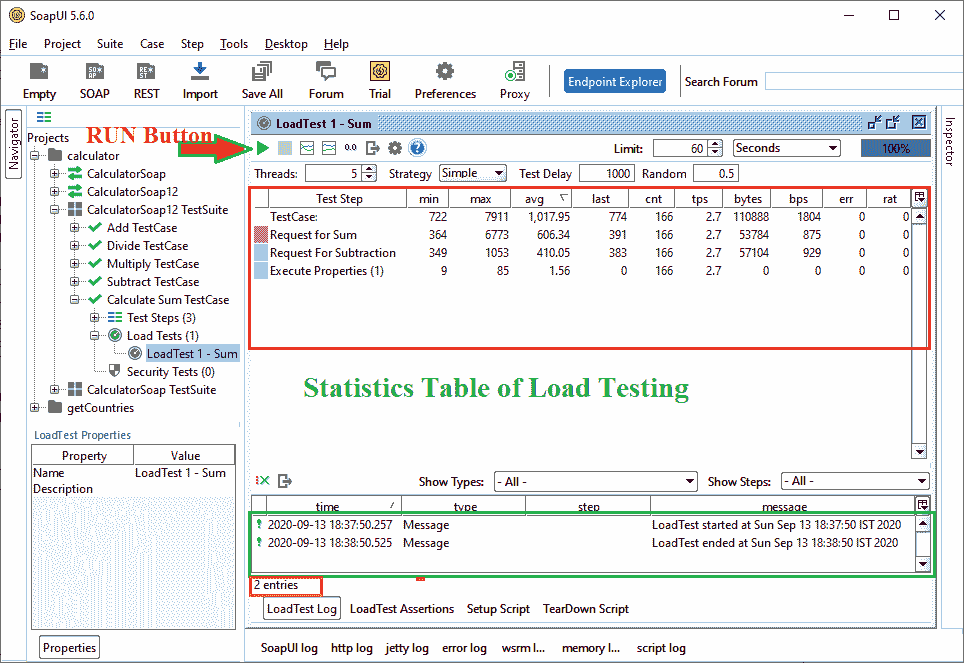 SoapUI 5.6.0
File Project Suite Case Step Tools Desktop Help
Empty SOAP REST Import Save All Forum Trial Preferences Proxy Endpoint Explorer Search Forum
Navigator
Projects
RUN Button
calculator
CalculatorSoap
CalculatorSoap12
CalculatorSoap12 TestSuite
Add TestCase
Divide TestCase
Multiply TestCase
Subtract TestCase
Calculate Sum TestCase
Test Steps (3)
Load Tests (1)
LoadTest 1 - Sum
Security Tests (0)
CalculatorSoap TestSuite
getCountries
LoadTest Properties
Property Value
Name LoadTest 1 - Sum
Description
Properties
LoadTest 1 - Sum
0.0 Limit: 60 Seconds 100%
Threads: 5 Strategy Simple Test Delay 1000 Random 0.5
Test Step min max avg last cnt tps bytes bps err rat
TestCase: 722 7911 1,017.95 774 166 2.7 110888 1804 0 0
Request for Sum 364 6773 606.34 391 166 2.7 53784 875 0 0
Request For Subtraction 349 1053 410.05 383 166 2.7 57104 929 0 0
Execute Properties (1) 9 85 1.56 0 166 2.7 0 0 0 0
Statistics Table of Load Testing
Show Types: - All - Show Steps: - All -
time type step message
2020-09-13 18:37:50.257 Message LoadTest started at Sun Sep 13 18:37:50 IST 2020
2020-09-13 18:38:50.525 Message LoadTest ended at Sun Sep 13 18:38:50 IST 2020
2 entries
LoadTest Log LoadTest Assertions Setup Script TearDown Script
SoapUI log http log jetty log error log wsrm l... memory l... script log
Inspector